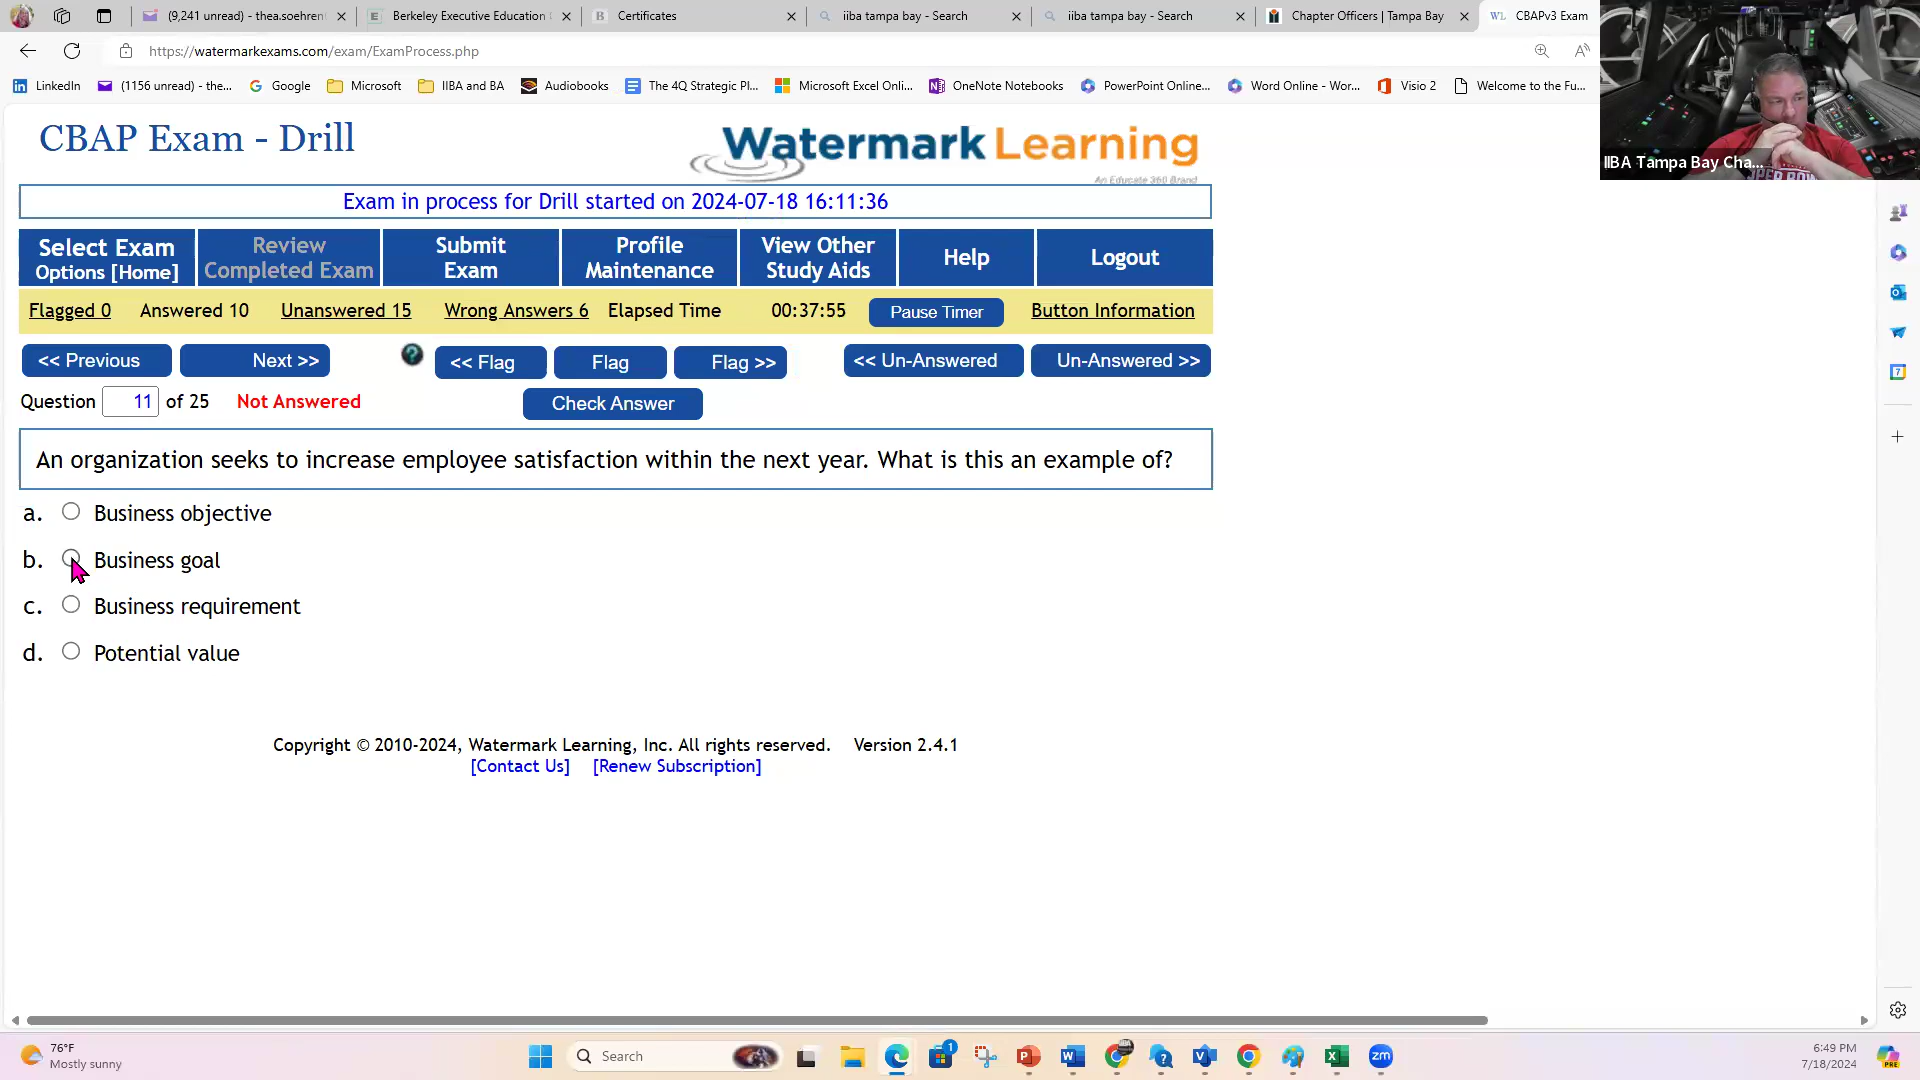 (9,241 unread) - thea.soehren
Berkeley Executive Education
Certificates
iiba tampa bay - Search
iiba tampa bay - Search
Chapter Officers | Tampa Bay
CBAPv3 Exam
https://watermarkexams.com/exam/ExamProcess.php
LinkedIn
(1156 unread) - the...
Google
Microsoft
IIBA and BA
Audiobooks
The 4Q Strategic Pl...
Microsoft Excel Onli...
OneNote Notebooks
PowerPoint Online...
Word Online - Wor...
Visio 2
Welcome to the Fu...
IIBA Tampa Bay Cha...
CBAP Exam - Drill
Watermark Learning
An Educate 360 Brand
Exam in process for Drill started on 2024-07-18 16:11:36
Select Exam
Options [Home]
Review
Completed Exam
Submit
Exam
Profile
Maintenance
View Other
Study Aids
Help
Logout
Flagged 0 Answered 10 Unanswered 15 Wrong Answers 6 Elapsed Time 00:37:55 Pause Timer Button Information
<< Previous Next >> ? << Flag Flag Flag >> << Un-Answered Un-Answered >>
Question 11 of 25 Not Answered Check Answer
An organization seeks to increase employee satisfaction within the next year. What is this an example of?
a. Business objective
b. Business goal
c. Business requirement
d. Potential value
Copyright © 2010-2024, Watermark Learning, Inc. All rights reserved. Version 2.4.1
[Contact Us] [Renew Subscription]
76°F
Mostly sunny
Search
6:49 PM
7/18/2024